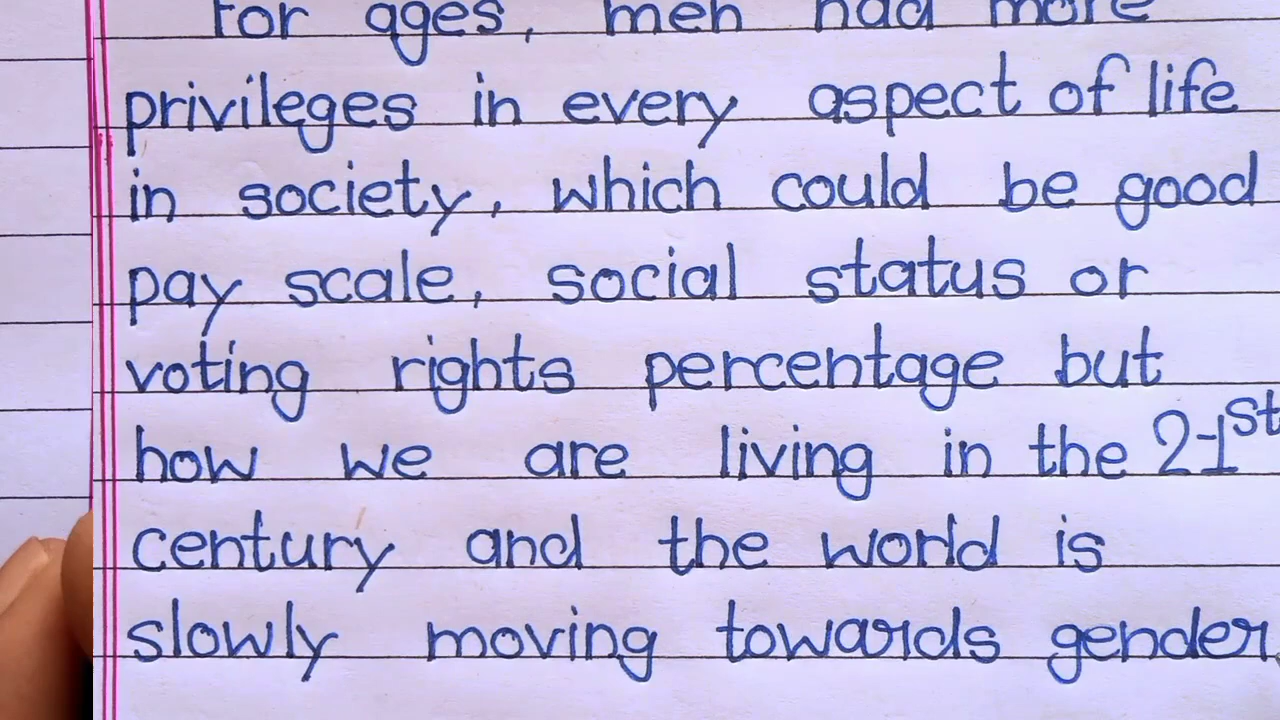 For ages, men had more
privileges in every aspect of life
in society, which could be good
pay scale, social status or
voting rights percentage but
how we are living in the 21st
century and the world is
slowly moving towards gender